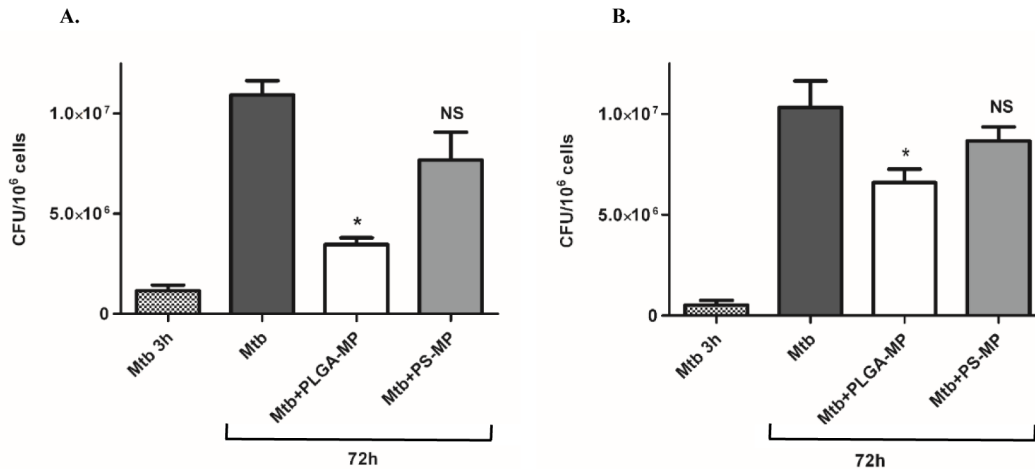 A.
CFU/10⁶ cells
1.0×10⁷
5.0×10⁶
0
NS
*
Mtb 3h
Mtb
Mtb+PLGA-MP
Mtb+PS-MP
72h
B.
CFU/10⁶ cells
1.0×10⁷
5.0×10⁶
0
NS
*
Mtb 3h
Mtb
Mtb+PLGA-MP
Mtb+PS-MP
72h